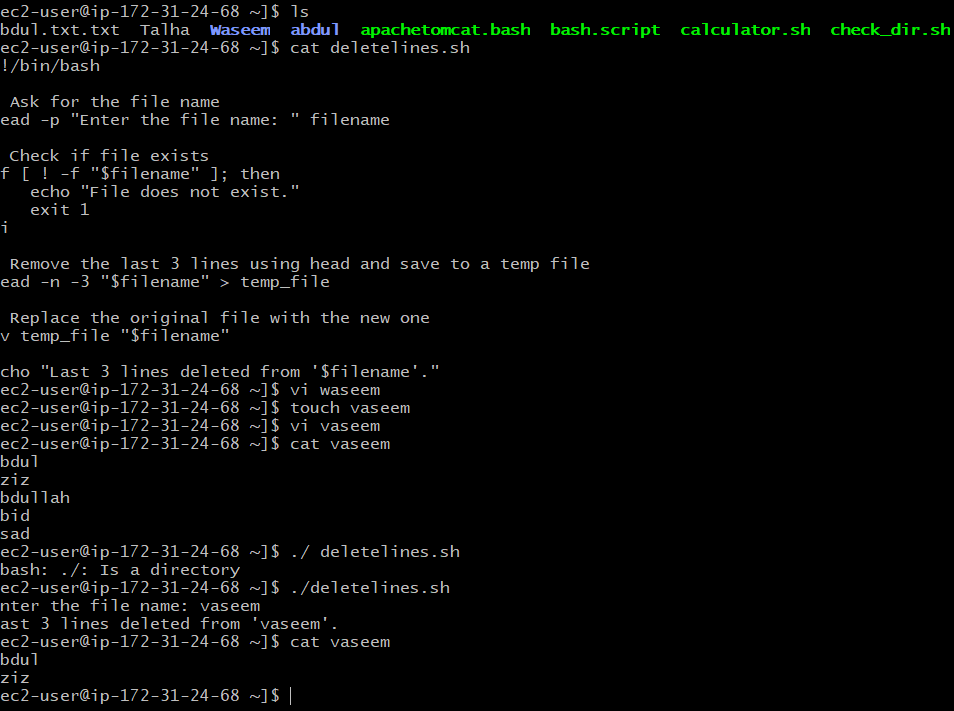 ec2-user@ip-172-31-24-68 ~]$ ls
bdul.txt.txt  Talha  Waseem  abdul  apachetomcat.bash  bash.script  calculator.sh  check_dir.sh
ec2-user@ip-172-31-24-68 ~]$ cat deletelines.sh
!/bin/bash
 Ask for the file name
ead -p "Enter the file name: " filename
 Check if file exists
f [ ! -f "$filename" ]; then
   echo "File does not exist."
   exit 1
i
 Remove the last 3 lines using head and save to a temp file
ead -n -3 "$filename" > temp_file
 Replace the original file with the new one
v temp_file "$filename"
cho "Last 3 lines deleted from '$filename'."
ec2-user@ip-172-31-24-68 ~]$ vi waseem
ec2-user@ip-172-31-24-68 ~]$ touch vaseem
ec2-user@ip-172-31-24-68 ~]$ vi vaseem
ec2-user@ip-172-31-24-68 ~]$ cat vaseem
bdul
ziz
bdullah
bid
sad
ec2-user@ip-172-31-24-68 ~]$ ./ deletelines.sh
bash: ./: Is a directory
ec2-user@ip-172-31-24-68 ~]$ ./deletelines.sh
nter the file name: vaseem
ast 3 lines deleted from 'vaseem'.
ec2-user@ip-172-31-24-68 ~]$ cat vaseem
bdul
ziz
ec2-user@ip-172-31-24-68 ~]$